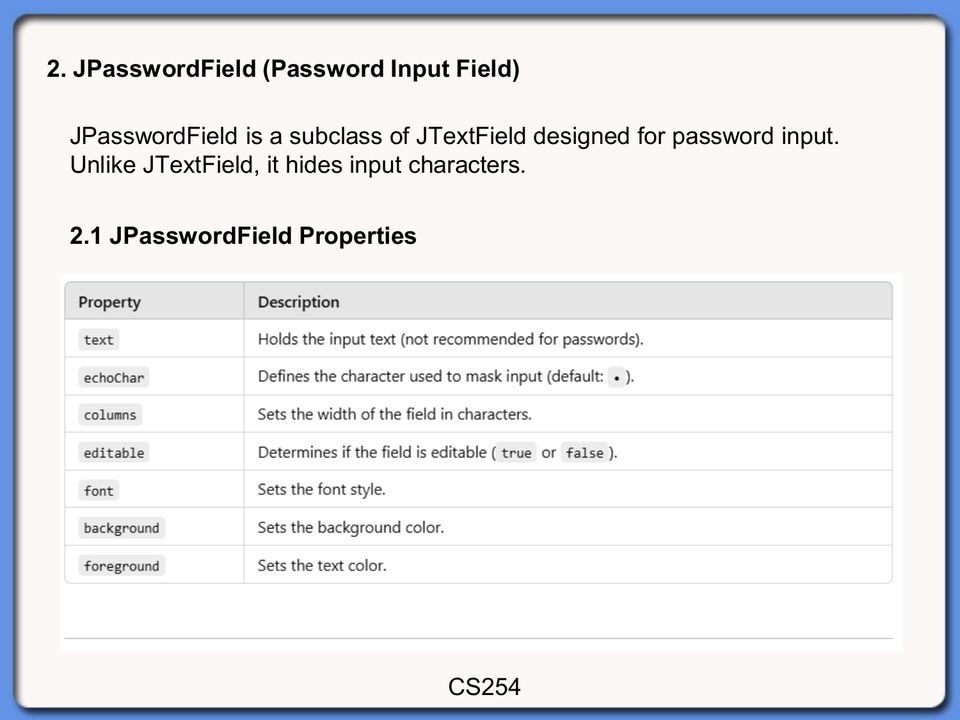 2. JPasswordField (Password Input Field)
JPasswordField is a subclass of JTextField designed for password input.
Unlike JTextField, it hides input characters.
2.1 JPasswordField Properties
Property Description
text Holds the input text (not recommended for passwords).
echoChar Defines the character used to mask input (default: • ).
columns Sets the width of the field in characters.
editable Determines if the field is editable ( true or false ).
font Sets the font style.
background Sets the background color.
foreground Sets the text color.
CS254